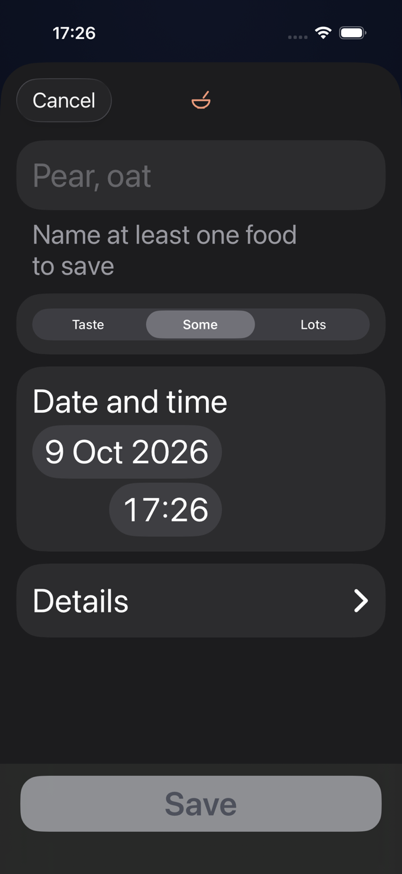 17:26
Cancel
Pear, oat
Name at least one food
to save
Taste Some Lots
Date and time
9 Oct 2026
17:26
Details
Save